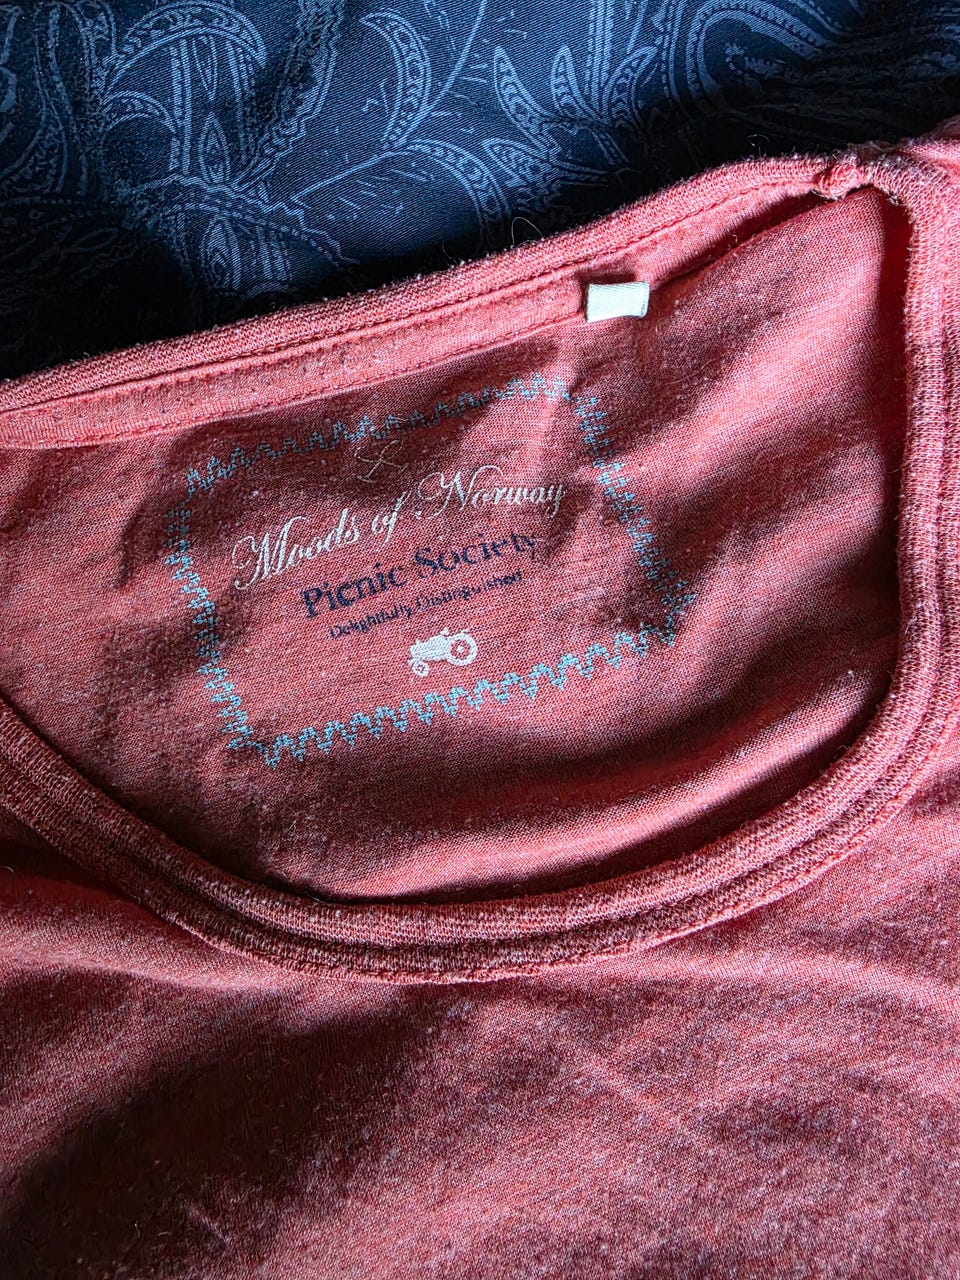 Moods of Norway
Picnic Society
Delightfully Distinguished